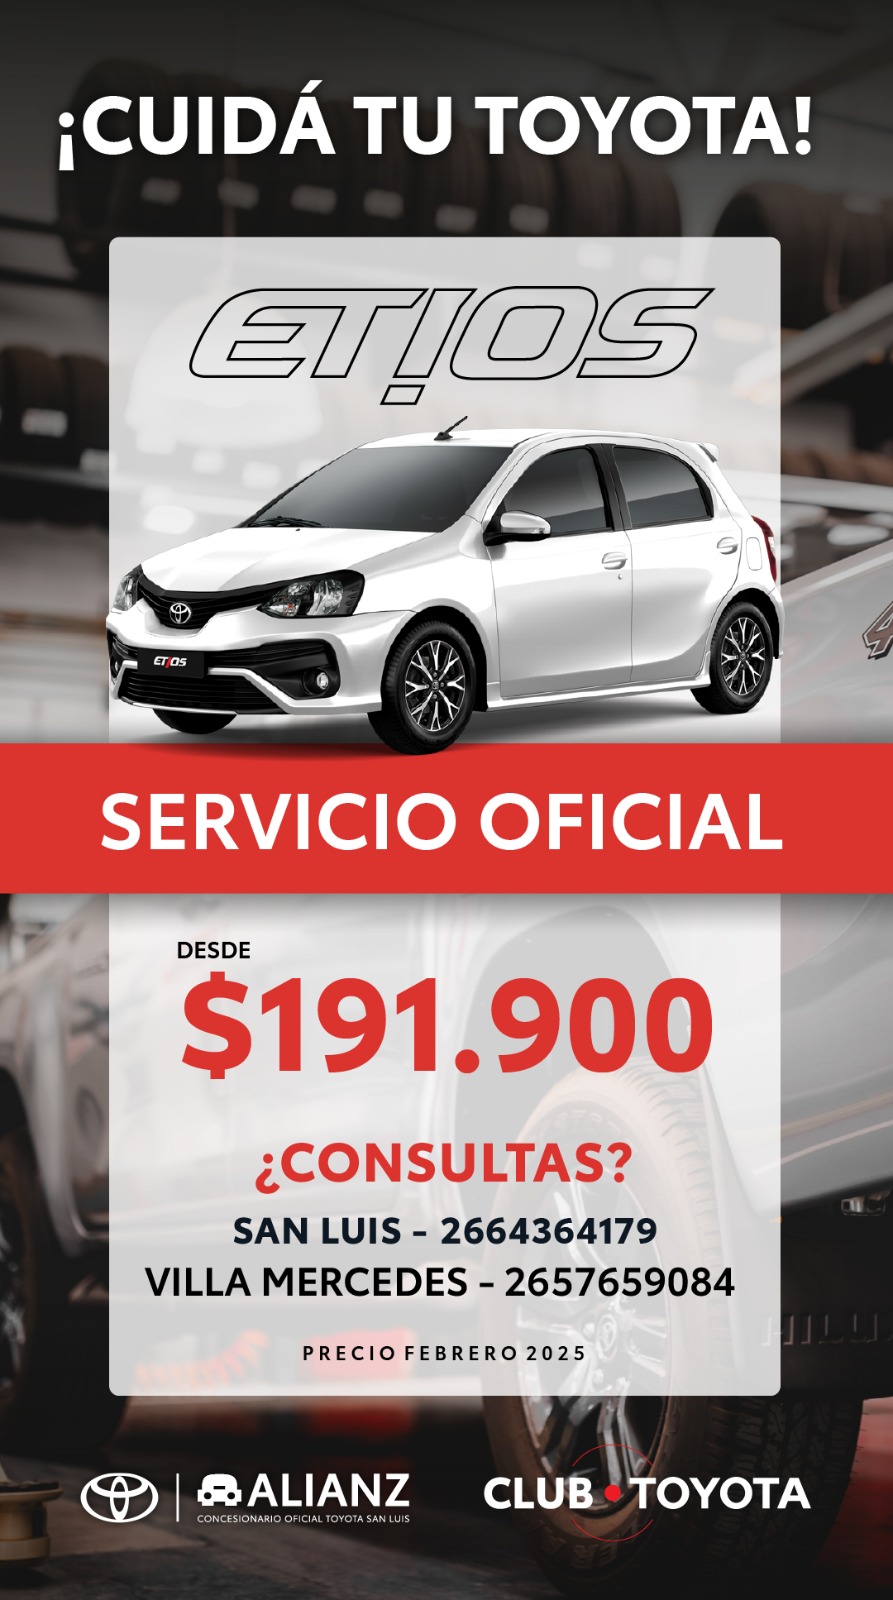 ¡CUIDÁ TU TOYOTA!
ETIOS
ETIOS
SERVICIO OFICIAL
DESDE
$191.900
¿CONSULTAS?
SAN LUIS - 2664364179
VILLA MERCEDES - 2657659084
PRECIO FEBRERO 2025
ALIANZ
CONCESIONARIO OFICIAL TOYOTA SAN LUIS
CLUB TOYOTA